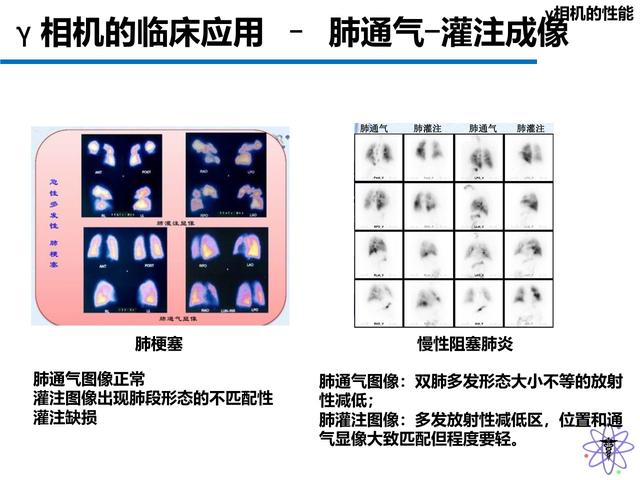 γ相机的性能
γ 相机的临床应用 - 肺通气-灌注成像
急性多发性 肺梗塞
ANT POST RAO LPO
RL LL RPO LAO
肺灌注显像
ANT POST RPO LAO
肺通气显像
肺通气 肺灌注 肺通气 肺灌注
肺梗塞
慢性阻塞肺炎
肺通气图像正常
灌注图像出现肺段形态的不匹配性
灌注缺损
肺通气图像：双肺多发形态大小不等的放射
性减低；
肺灌注图像：多发放射性减低区，位置和通
气显像大致匹配但程度要轻。